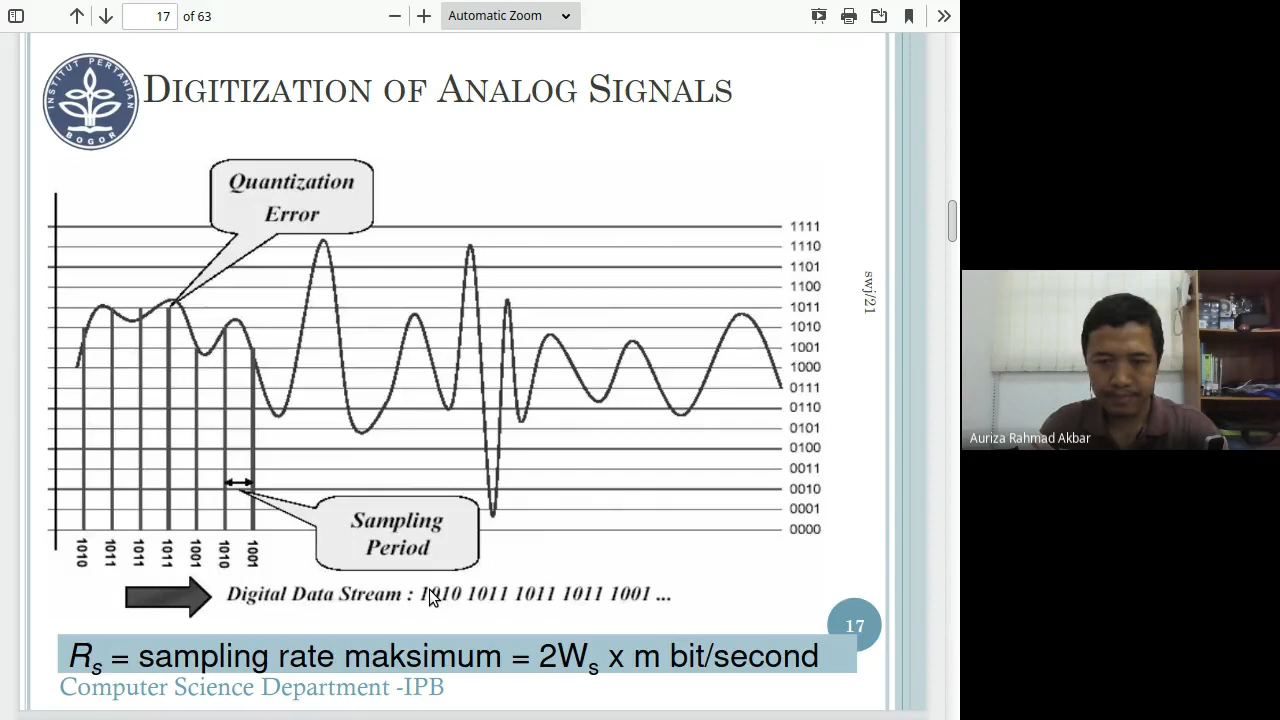 17 of 63
Automatic Zoom
INSTITUT PERTANIAN
BOGOR
DIGITIZATION OF ANALOG SIGNALS
Quantization
Error
1111
1110
1101
1100
1011
1010
1001
1000
0111
0110
0101
0100
0011
0010
0001
0000
swj/21
Sampling
Period
1010
1011
1011
1011
1001
1010
1001
Digital Data Stream : 1010 1011 1011 1011 1001 ...
17
Rs = sampling rate maksimum = 2Ws x m bit/second
Computer Science Department -IPB
Auriza Rahmad Akbar